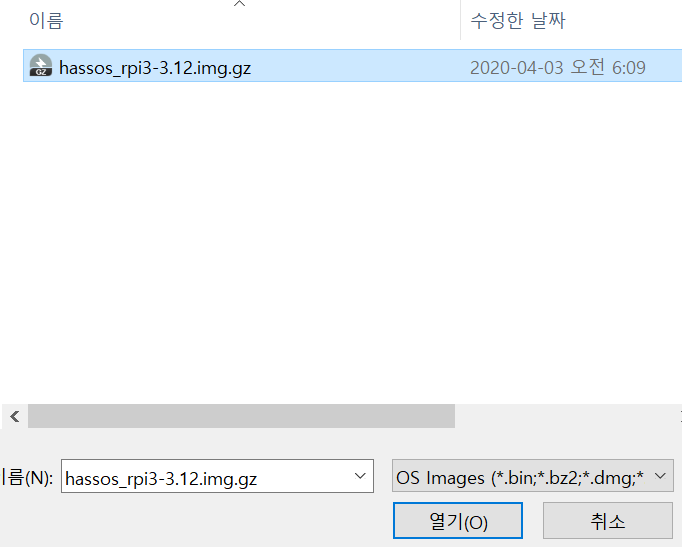 이름 수정한 날짜
GZ hassos_rpi3-3.12.img.gz 2020-04-03 오전 6:09
름(N): hassos_rpi3-3.12.img.gz OS Images (*.bin;*.bz2;*.dmg;*
열기(O) 취소